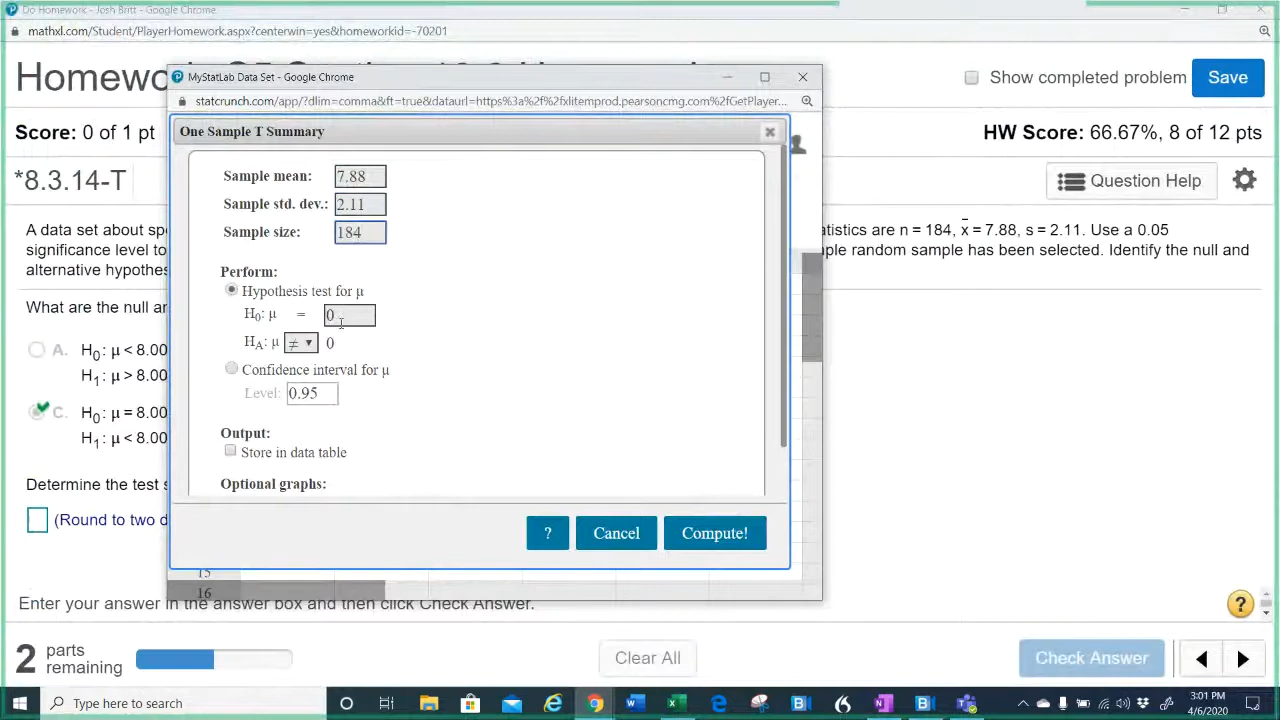 Do Homework - Josh Britt - Google Chrome
mathxl.com/Student/PlayerHomework.aspx?centerwin=yes&homeworkid=-70201
Show completed problem
Save
MyStatLab Data Set - Google Chrome
statcrunch.com/app/?dlim=comma&ft=true&dataurl=https%3a%2f%2fxlitemprod.pearsoncmg.com%2fGetPlayer...
Score: 0 of 1 pt
HW Score: 66.67%, 8 of 12 pts
*8.3.14-T
Question Help
One Sample T Summary
Sample mean: 7.88
Sample std. dev.: 2.11
Sample size: 184
Perform:
Hypothesis test for μ
H0: μ = 0
HA: μ ≠ 0
Confidence interval for μ
Level: 0.95
Output:
Store in data table
Optional graphs:
? Cancel Compute!
15
16
A data set about sp
tistics are n = 184, x̄ = 7.88, s = 2.11. Use a 0.05
significance level to
ple random sample has been selected. Identify the null and
alternative hypothes
What are the null a
A. H0: μ < 8.00
H1: μ > 8.00
C. H0: μ = 8.00
H1: μ < 8.00
Determine the test s
(Round to two d
Enter your answer in the answer box and then click Check Answer.
?
2 parts remaining
Clear All
Check Answer
Type here to search
3:01 PM
4/6/2020